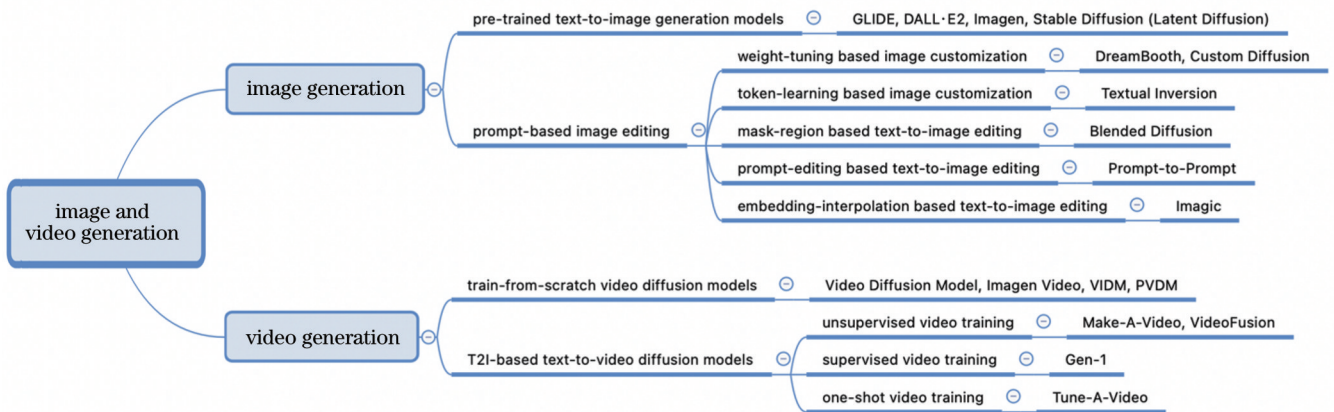 pre-trained text-to-image generation models
GLIDE, DALL·E2, Imagen, Stable Diffusion (Latent Diffusion)
image generation
weight-tuning based image customization
DreamBooth, Custom Diffusion
token-learning based image customization
Textual Inversion
prompt-based image editing
mask-region based text-to-image editing
Blended Diffusion
prompt-editing based text-to-image editing
Prompt-to-Prompt
embedding-interpolation based text-to-image editing
Imagic
image and
video generation
train-from-scratch video diffusion models
Video Diffusion Model, Imagen Video, VIDM, PVDM
video generation
unsupervised video training
Make-A-Video, VideoFusion
T2I-based text-to-video diffusion models
supervised video training
Gen-1
one-shot video training
Tune-A-Video